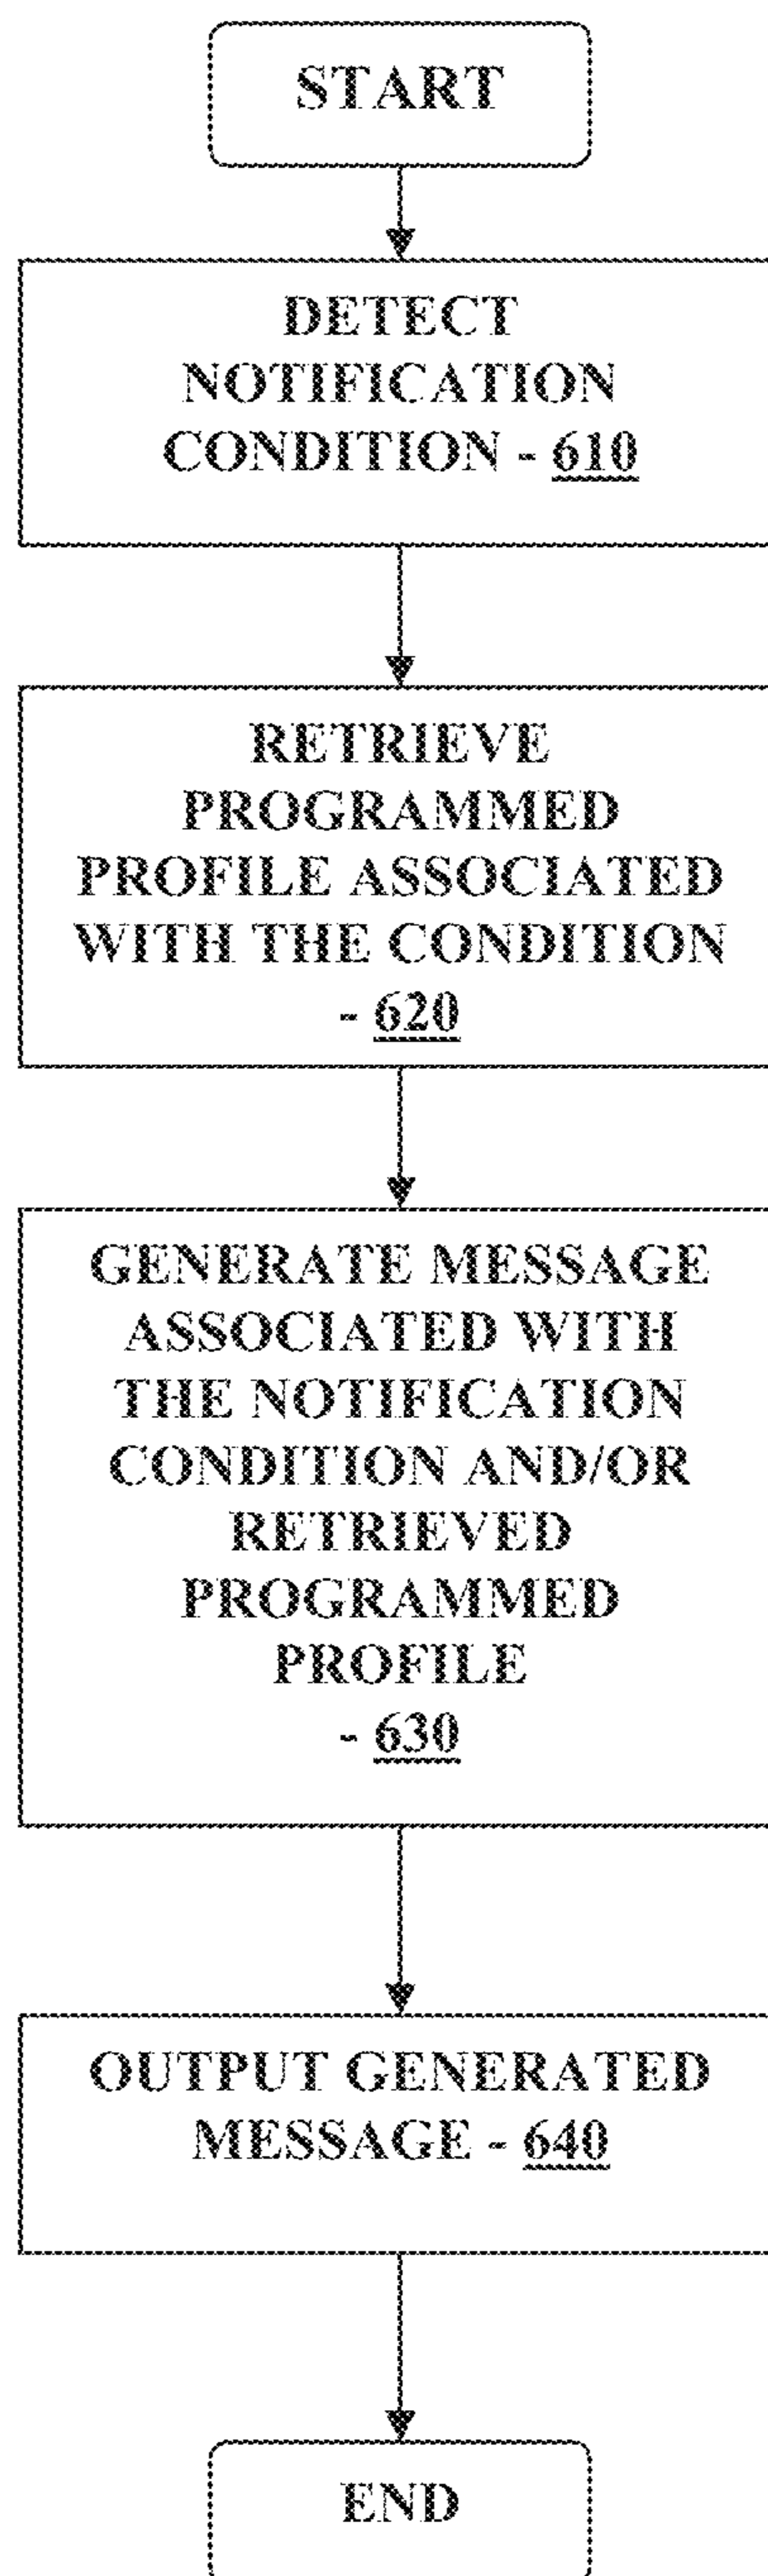 START
DETECT
NOTIFICATION
CONDITION - 610
RETRIEVE
PROGRAMMED
PROFILE ASSOCIATED
WITH THE CONDITION
- 620
GENERATE MESSAGE
ASSOCIATED WITH
THE NOTIFICATION
CONDITION AND/OR
RETRIEVED
PROGRAMMED
PROFILE
- 630
OUTPUT GENERATED
MESSAGE - 640
END